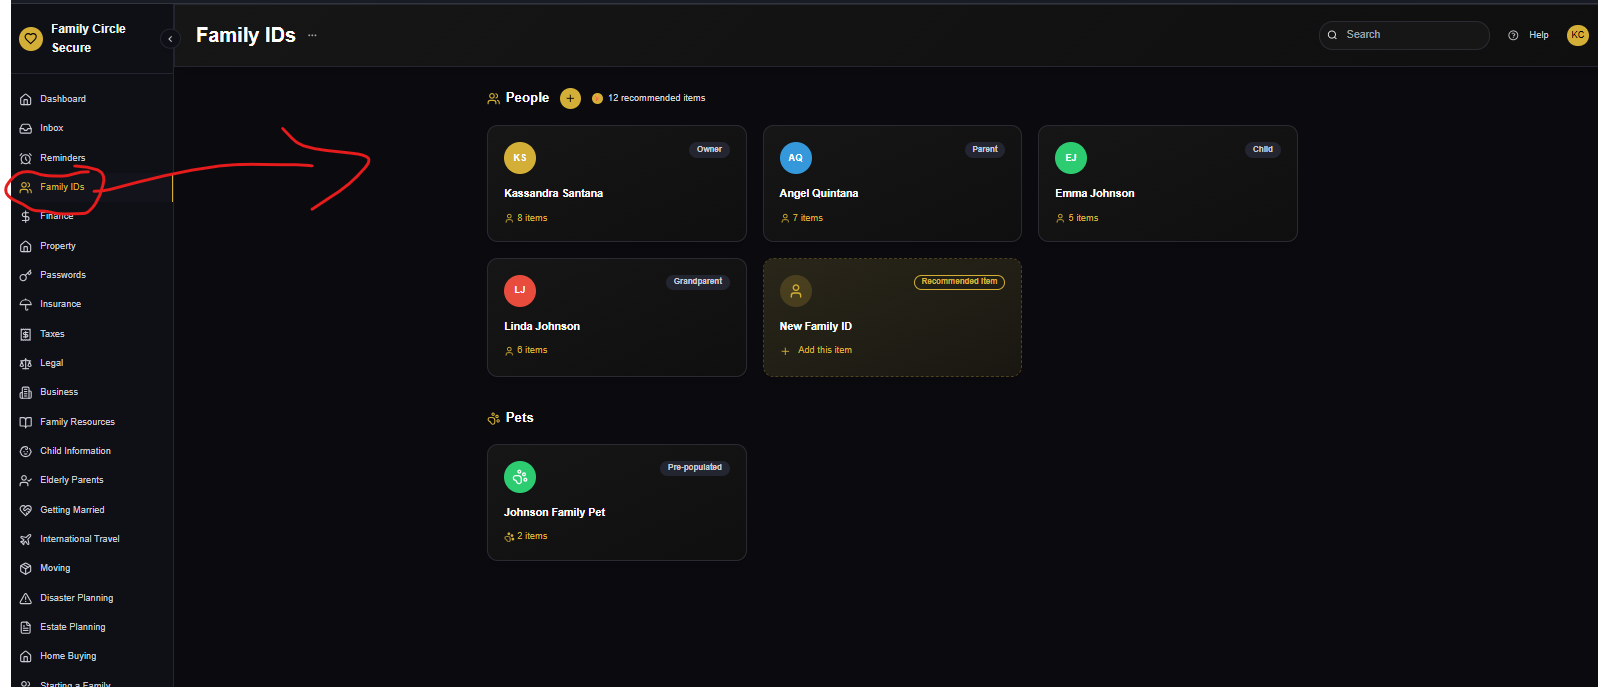 Family Circle
Secure
Family IDs
...
Search
Help
KC
Dashboard
Inbox
Reminders
Family IDs
Finance
Property
Passwords
Insurance
Taxes
Legal
Business
Family Resources
Child Information
Elderly Parents
Getting Married
International Travel
Moving
Disaster Planning
Estate Planning
Home Buying
Starting a Family
People
12 recommended items
KS
Owner
Kassandra Santana
8 items
AQ
Parent
Angel Quintana
7 items
EJ
Child
Emma Johnson
5 items
LJ
Grandparent
Linda Johnson
6 items
Recommended Item
New Family ID
+ Add this item
Pets
Pre-populated
Johnson Family Pet
2 items